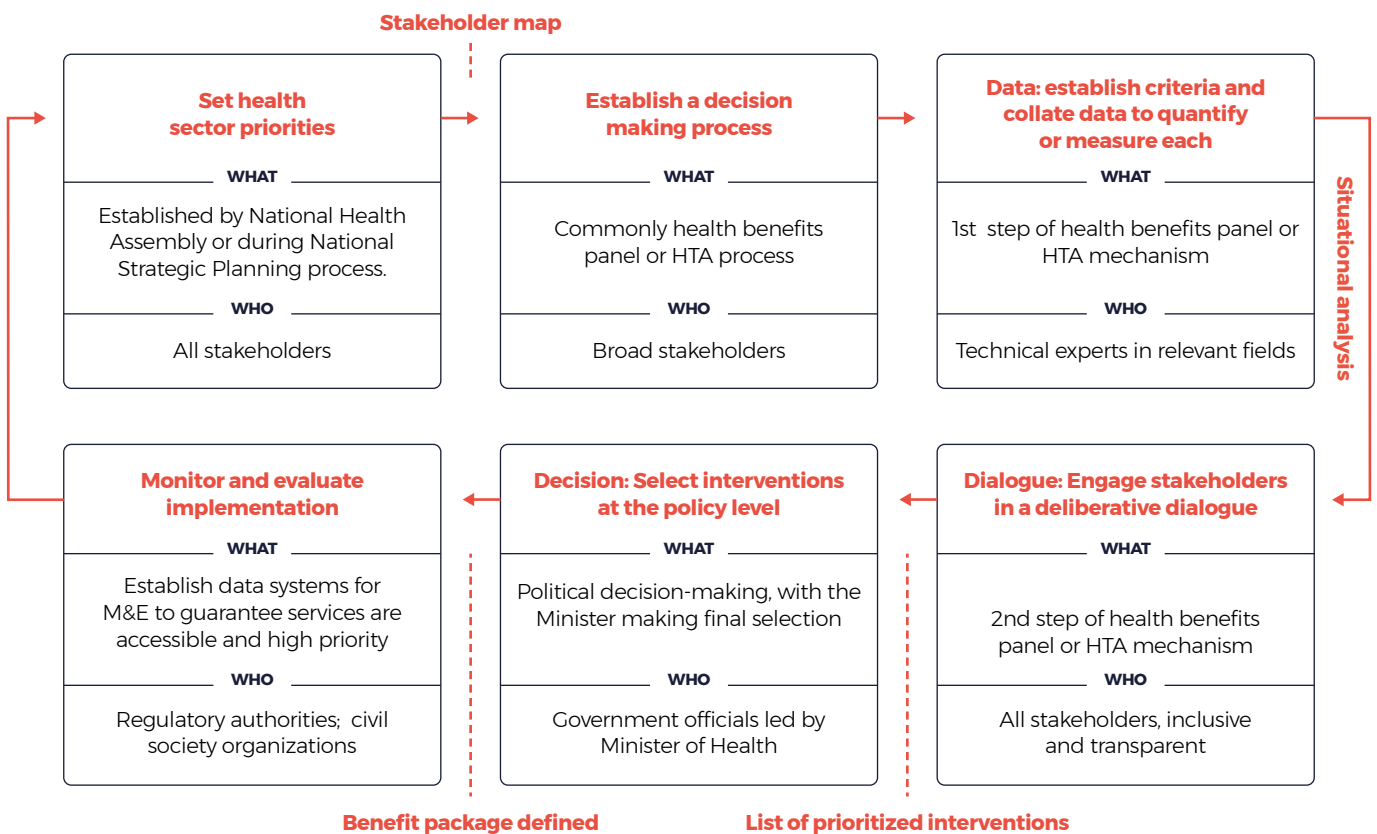 Stakeholder map
Set health
sector priorities
WHAT
Established by National Health
Assembly or during National
Strategic Planning process.
WHO
All stakeholders
Establish a decision
making process
WHAT
Commonly health benefits
panel or HTA process
WHO
Broad stakeholders
Data: establish criteria and
collate data to quantify
or measure each
WHAT
1st step of health benefits panel or
HTA mechanism
WHO
Technical experts in relevant fields
Situational analysis
Dialogue: Engage stakeholders
in a deliberative dialogue
WHAT
2nd step of health benefits
panel or HTA mechanism
WHO
All stakeholders, inclusive
and transparent
List of prioritized interventions
Decision: Select interventions
at the policy level
WHAT
Political decision-making, with the
Minister making final selection
WHO
Government officials led by
Minister of Health
Benefit package defined
Monitor and evaluate
implementation
WHAT
Establish data systems for
M&E to guarantee services are
accessible and high priority
WHO
Regulatory authorities; civil
society organizations